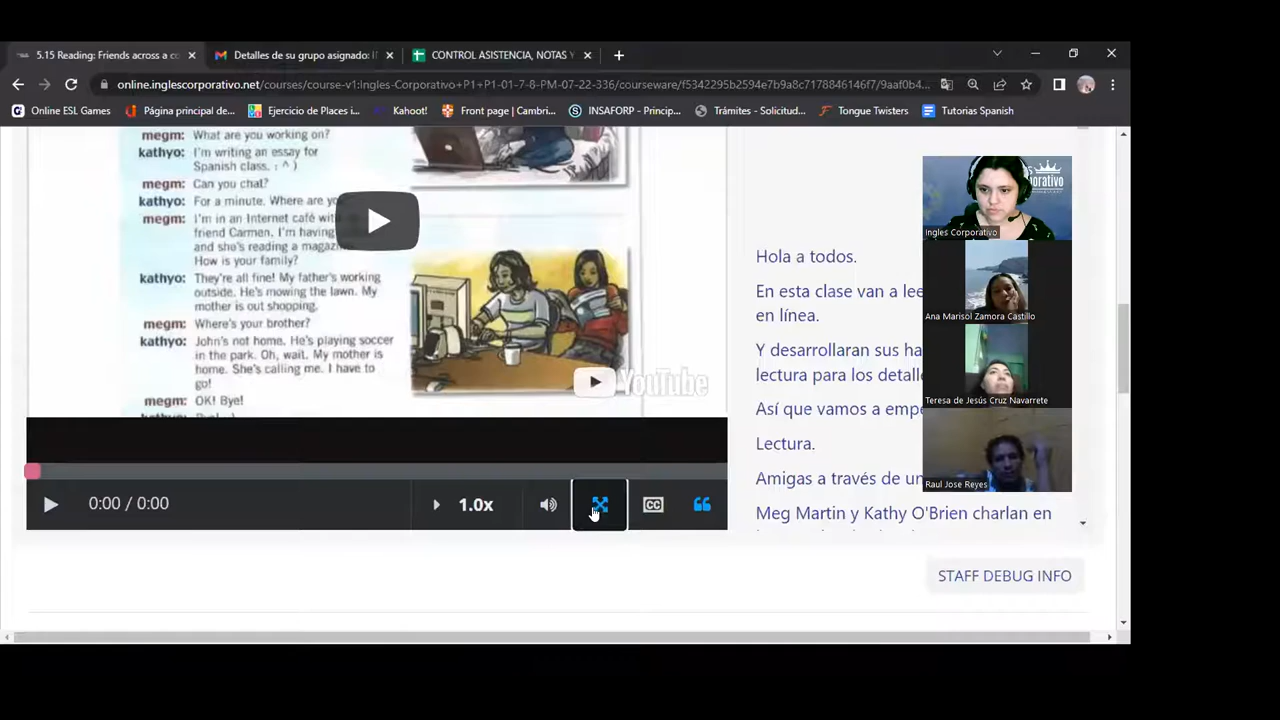 5.15 Reading: Friends across a co
Detalles de su grupo asignado: I
CONTROL ASISTENCIA, NOTAS Y
online.inglescorporativo.net/courses/course-v1:Ingles-Corporativo+P1+P1-01-7-8-PM-07-22-336/courseware/f5342295b2594e7b9a8c7178846146f7/9aaf0b4...
Online ESL Games
Página principal de...
Ejercicio de Places i...
Kahoot!
Front page | Cambri...
INSAFORP - Princip...
Trámites - Solicitud...
Tongue Twisters
Tutorias Spanish
megm: What are you working on?
kathyo: I'm writing an essay for
Spanish class. : ^ )
megm: Can you chat?
kathyo: For a minute. Where are
megm: I'm in an Internet café
friend Carmen. I'm having
and she's reading a magazine.
How is your family?
kathyo: They're all fine! My father's working
outside. He's mowing the lawn. My
mother is out shopping.
megm: Where's your brother?
kathyo: John's not home. He's playing soccer
in the park. Oh, wait. My mother is
home. She's calling me. I have to
go!
megm: OK! Bye!
YouTube
0:00 / 0:00
1.0x
CC
Hola a todos.
En esta clase van a lee
en línea.
Y desarrollaran sus ha
lectura para los detall
Así que vamos a emp
Lectura.
Amigas a través de un
Meg Martin y Kathy O'Brien charlan en
Ingles Corporativo
Ana Marisol Zamora Castillo
Teresa de Jesús Cruz Navarrete
Raul Jose Reyes
STAFF DEBUG INFO